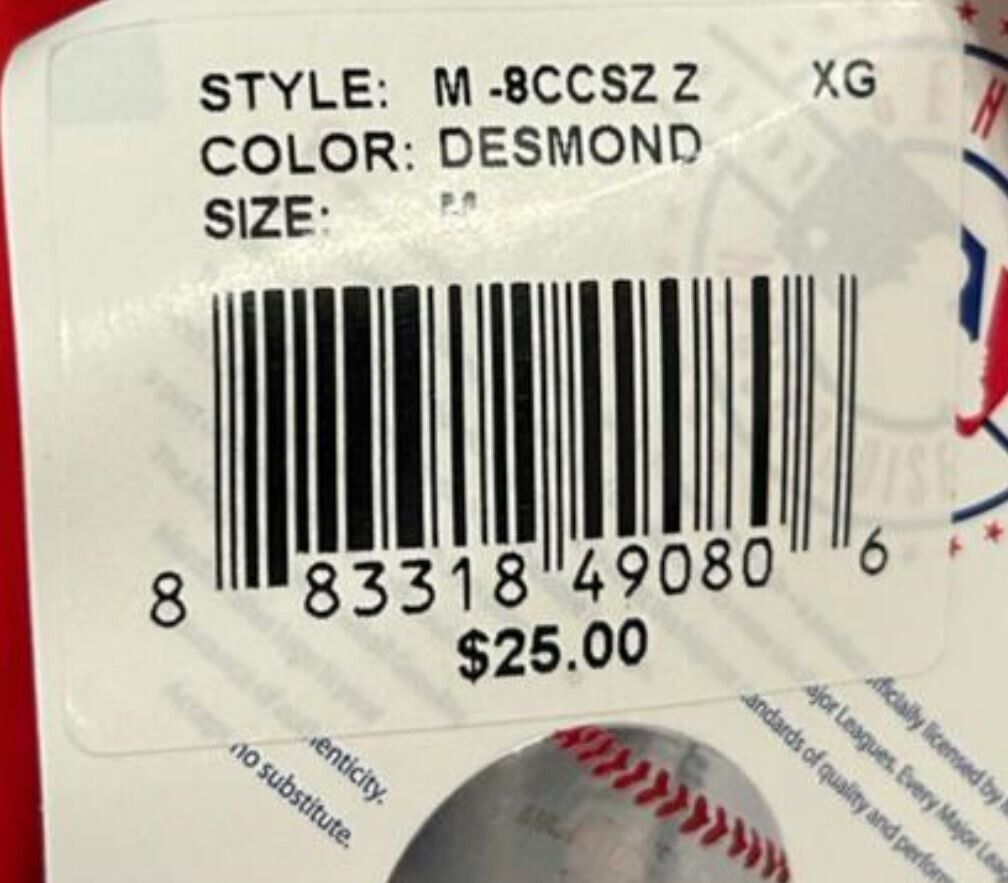 STYLE: M -8CCSZ Z XG
COLOR: DESMOND
SIZE:
8 83318 49080 6
$25.00
no substitute.
enticity.
andards of quality and perform
ajor Leagues. Every Major Leag
fficially licensed by